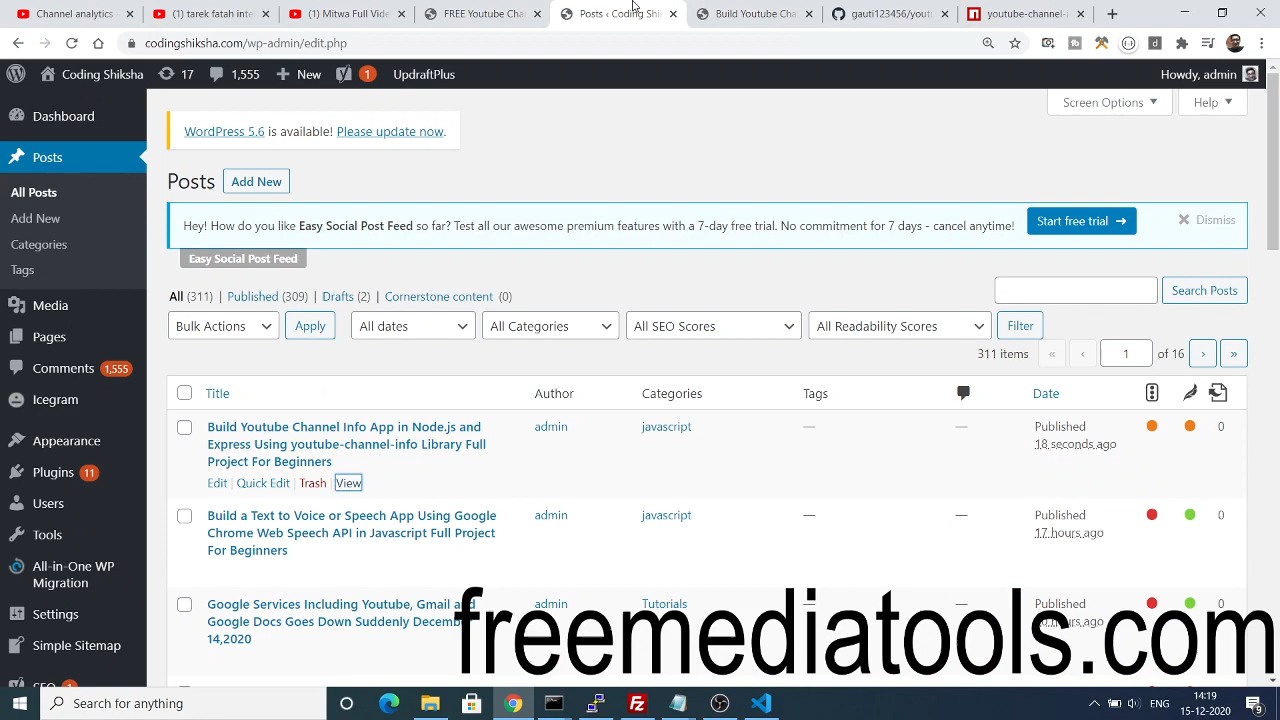 Channel analytics
(1) tarek fatah inter
(1) Mitwa Full Vide
FREE Youtube Cha
Posts ‹ Coding Shik
Build Youtube Chan
gauti123456/yout
youtube-channel-i
codingshiksha.com/wp-admin/edit.php
Coding Shiksha
17
1,555
New
1
UpdraftPlus
Howdy, admin
Dashboard
Posts
All Posts
Add New
Categories
Tags
Media
Pages
Comments 1,555
Icegram
Appearance
Plugins 11
Users
Tools
All-in-One WP
Migration
Settings
Simple Sitemap
SEO 1
Screen Options
Help
WordPress 5.6 is available! Please update now.
Posts
Add New
Hey! How do you like Easy Social Post Feed so far? Test all our awesome premium features with a 7-day free trial. No commitment for 7 days - cancel anytime!
Start free trial →
Dismiss
Easy Social Post Feed
All (311) | Published (309) | Drafts (2) | Cornerstone content (0)
Search Posts
Bulk Actions
Apply
All dates
All Categories
All SEO Scores
All Readability Scores
Filter
311 items
«
‹
1
of 16
›
»
Title
Author
Categories
Tags
Date
Build Youtube Channel Info App in Node.js and
Express Using youtube-channel-info Library Full
Project For Beginners
Edit | Quick Edit | Trash | View
admin
javascript
—
—
Published
18 seconds ago
0
Build a Text to Voice or Speech App Using Google
Chrome Web Speech API in Javascript Full Project
For Beginners
admin
javascript
—
—
Published
17 hours ago
0
Google Services Including Youtube, Gmail and
Google Docs Goes Down Suddenly Decemb
14,2020
admin
Tutorials
Published
hours ago
0
freemediatools.com
Search for anything
14:19
15-12-2020
9